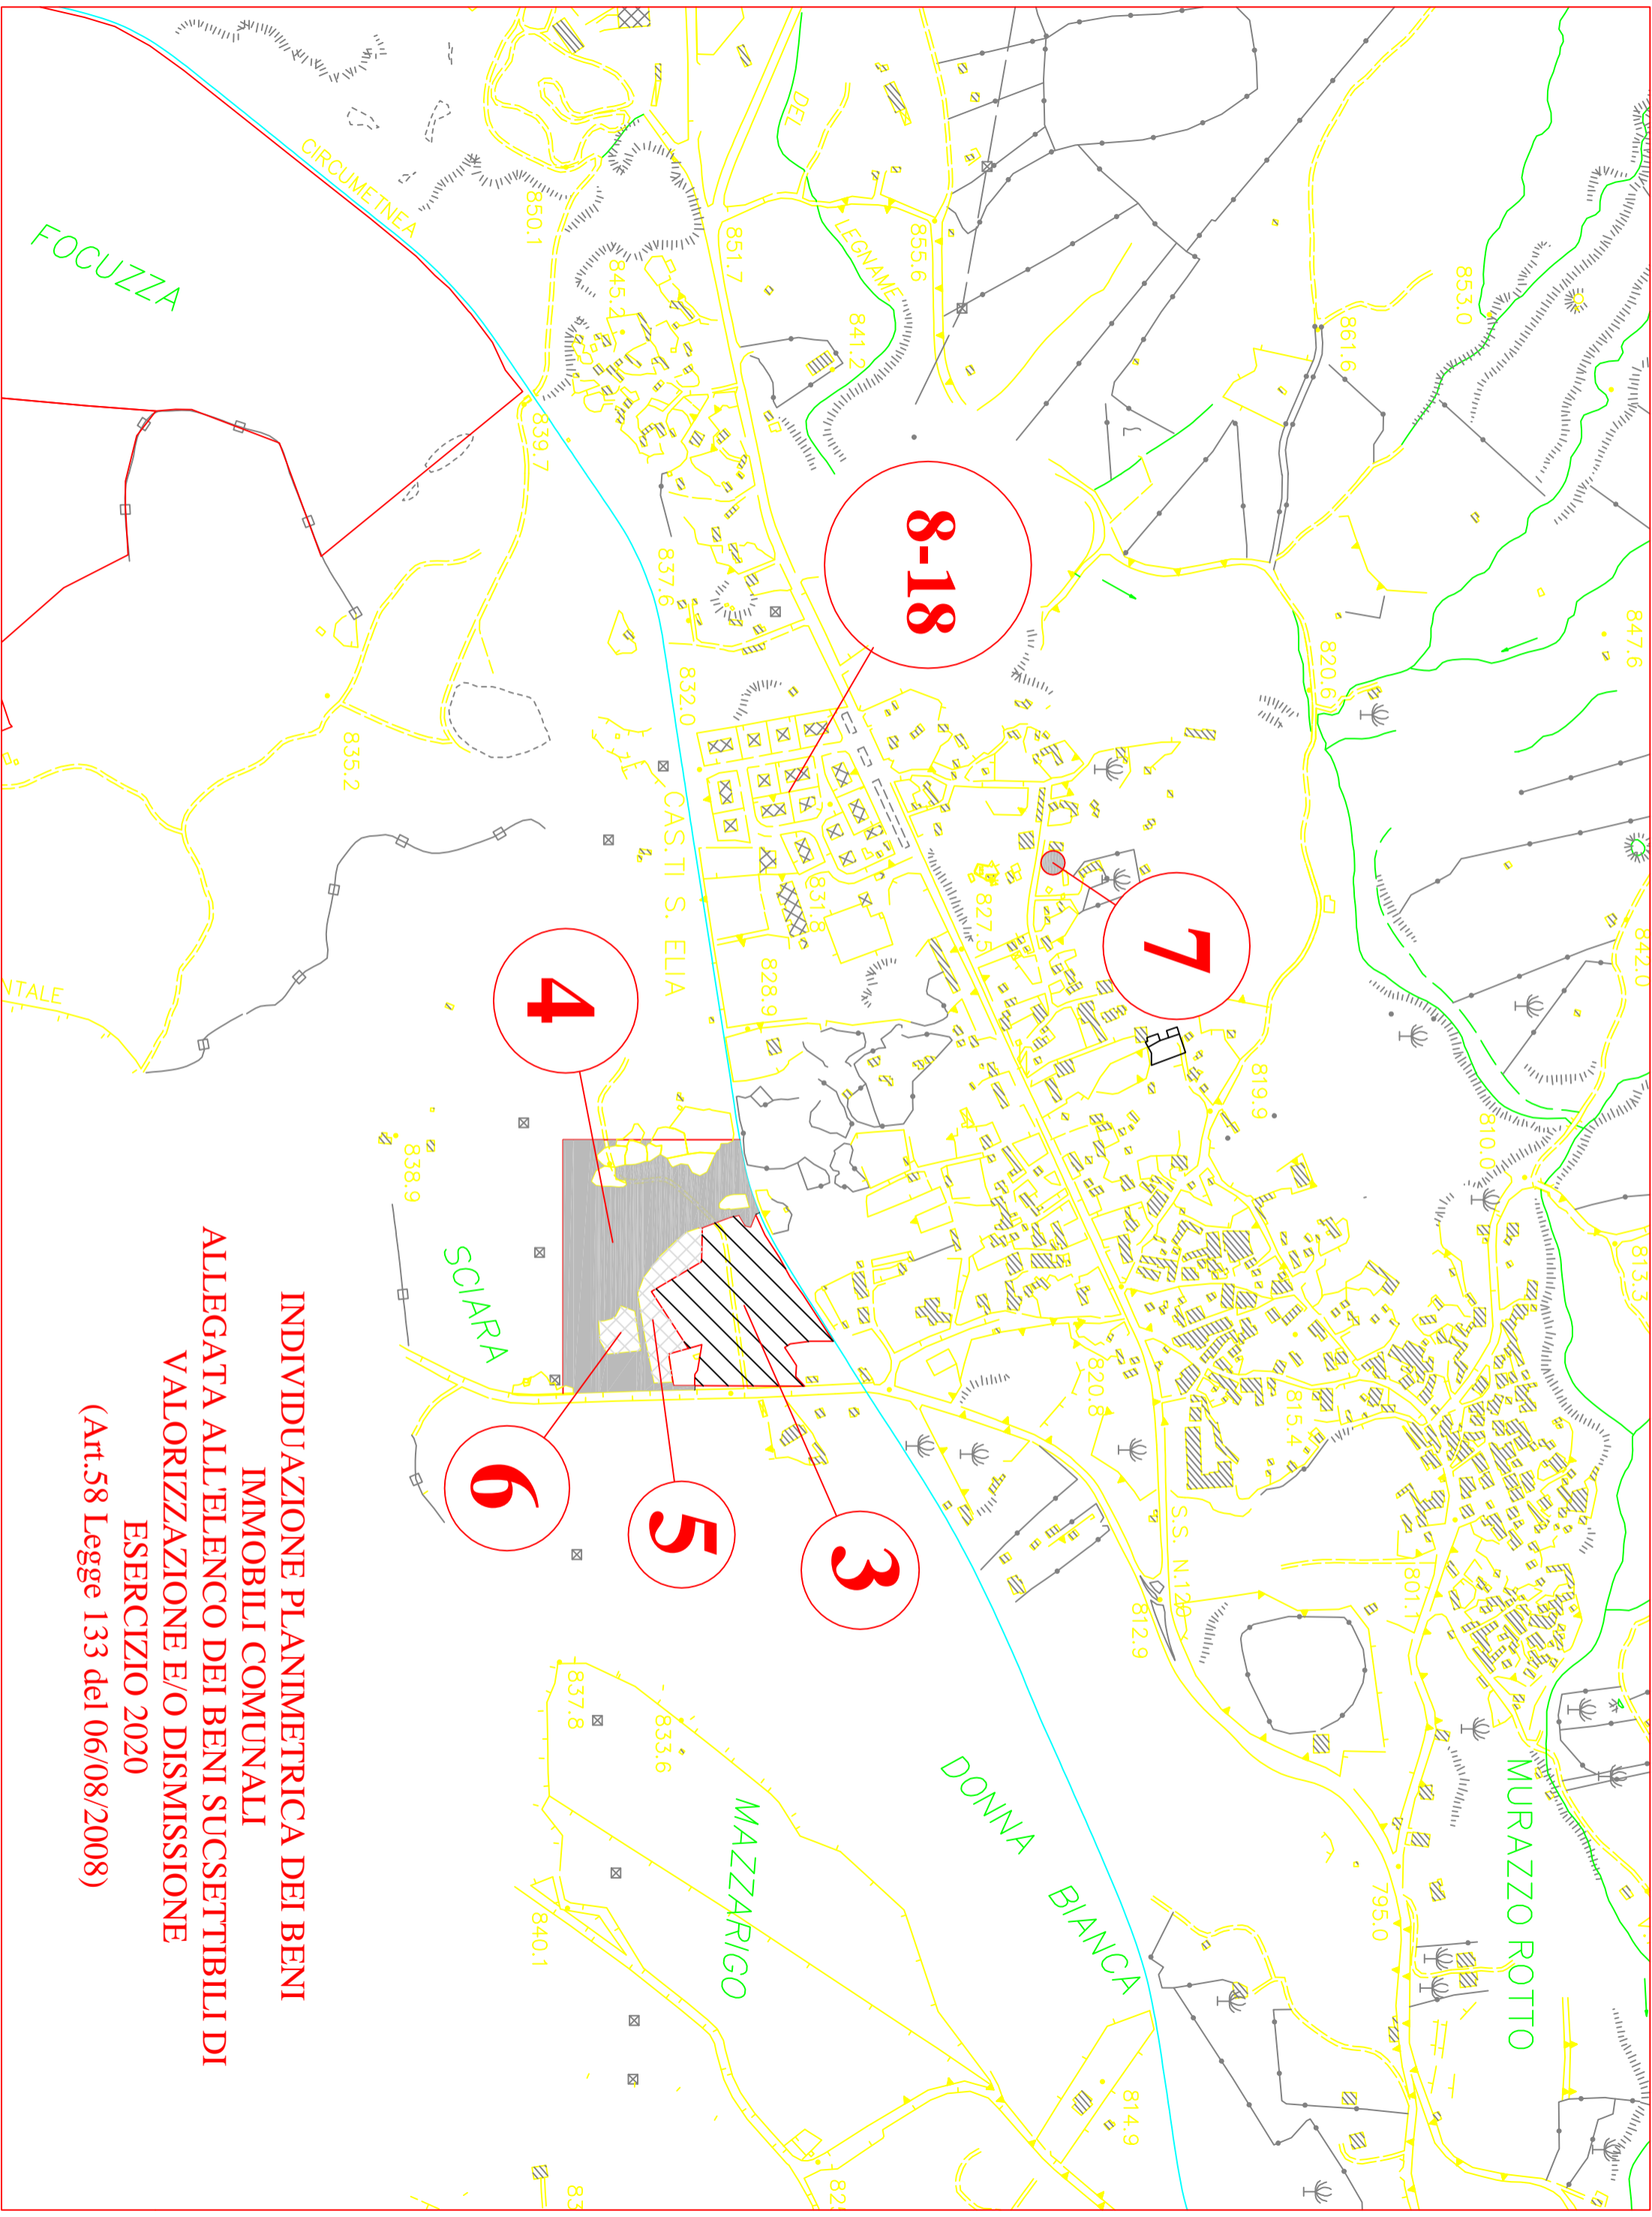 MURAZZO ROTTO
DONNA
BIANCA
MAZZARIGO
SCIARA
FOCUZZA
CIRCUMETNEA
CAS.TI S. ELIA
DEL
LEGNAME
S.S. N.120
NTALE
8-18
7
4
6
5
3
847.6
842.0
813.3
853.0
861.6
820.6
810.0
819.9
855.6
841.2
851.7
850.1
845.2
839.7
837.6
832.0
831.8
827.5
828.9
835.2
838.9
820.8
815.4
801.1
812.9
795.0
837.8
833.6
840.1
814.9
INDIVIDUAZIONE PLANIMETRICA DEI BENI
IMMOBILI COMUNALI
ALLEGATA ALL'ELENCO DEI BENI SUCSETTIBILI DI
VALORIZZAZIONE E/O DISMISSIONE
ESERCIZIO 2020
(Art.58 Legge 133 del 06/08/2008)